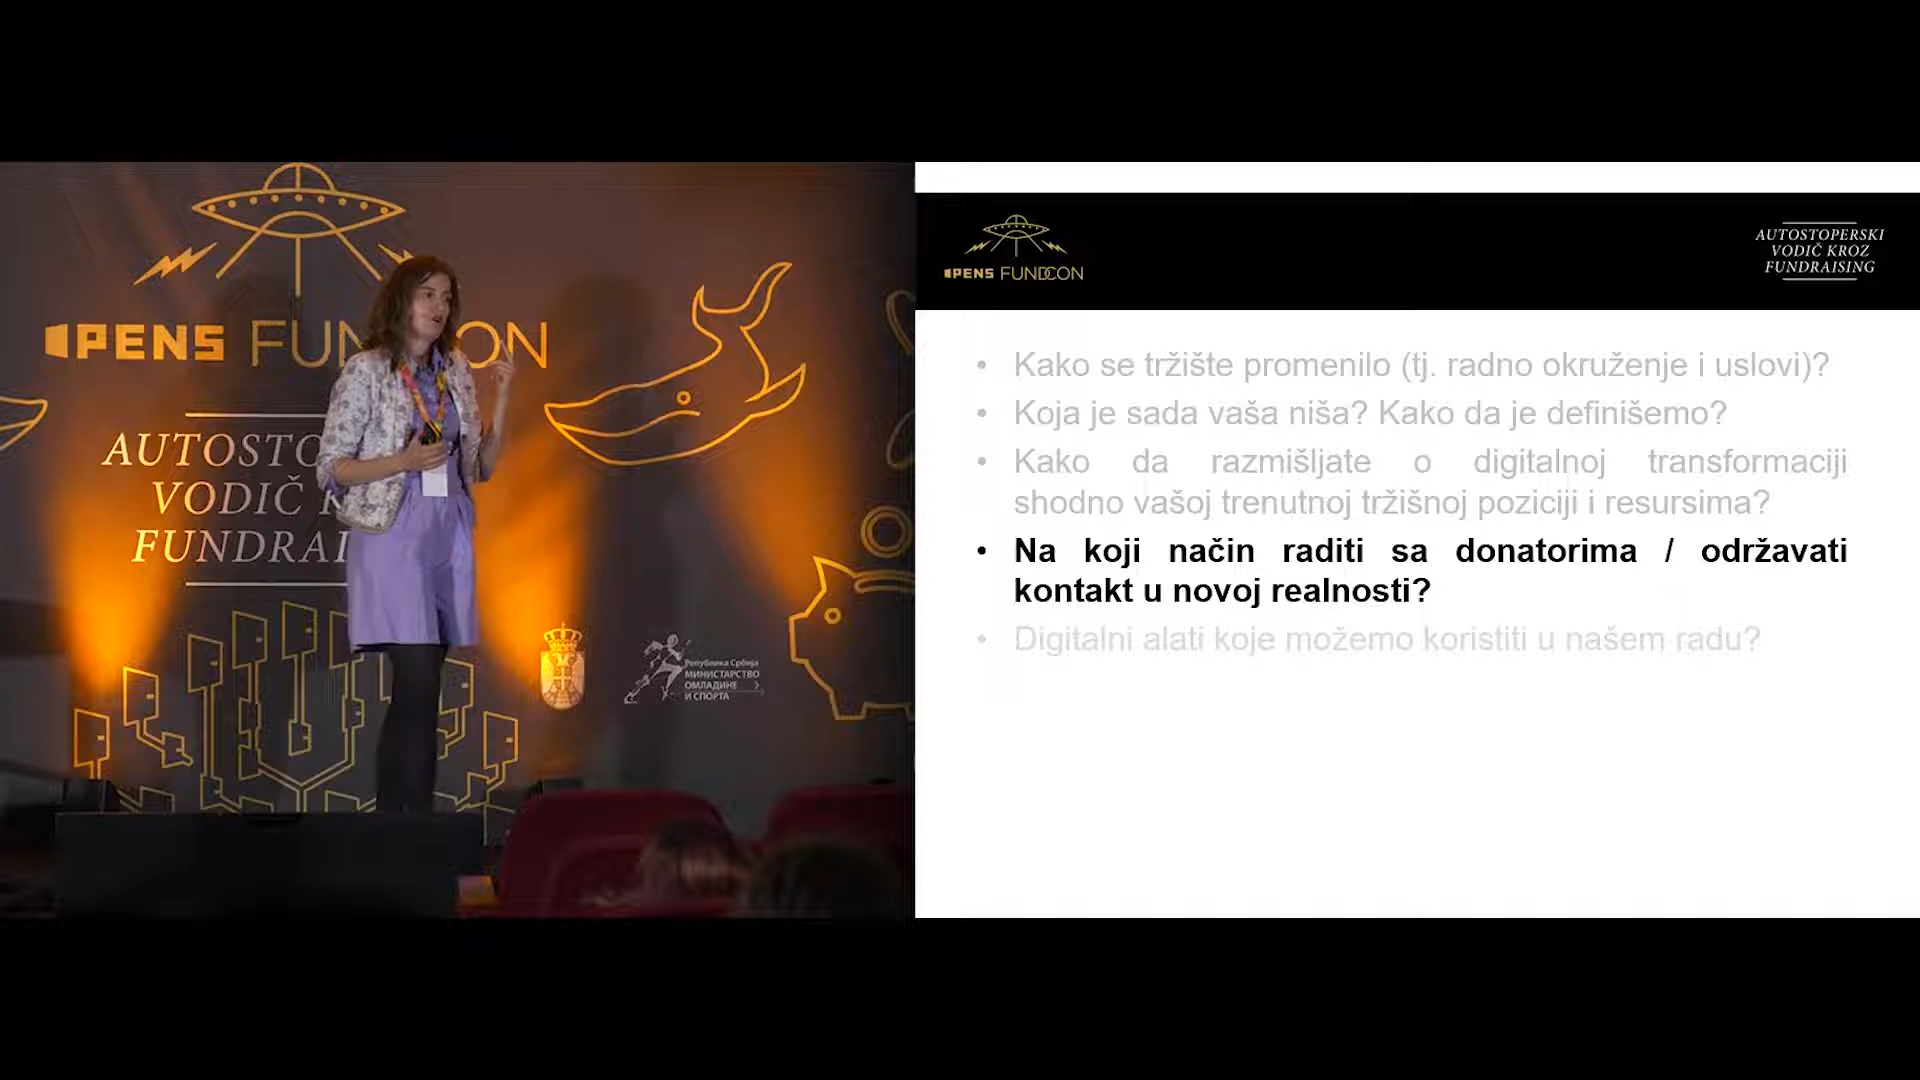 OPENS FUNDCON
AUTOSTO
VODIČ K
FUNDRAI
Република Србија
МИНИСТАРСТВО
ОМЛАДИНЕ
И СПОРТА
OPENS FUNDCON
AUTOSTOPERSKI
VODIČ KROZ
FUNDRAISING
• Kako se tržište promenilo (tj. radno okruženje i uslovi)?
• Koja je sada vaša niša? Kako da je definišemo?
• Kako da razmišljate o digitalnoj transformaciji
shodno vašoj trenutnoj tržišnoj poziciji i resursima?
• Na koji način raditi sa donatorima / održavati
kontakt u novoj realnosti?
• Digitalni alati koje možemo koristiti u našem radu?